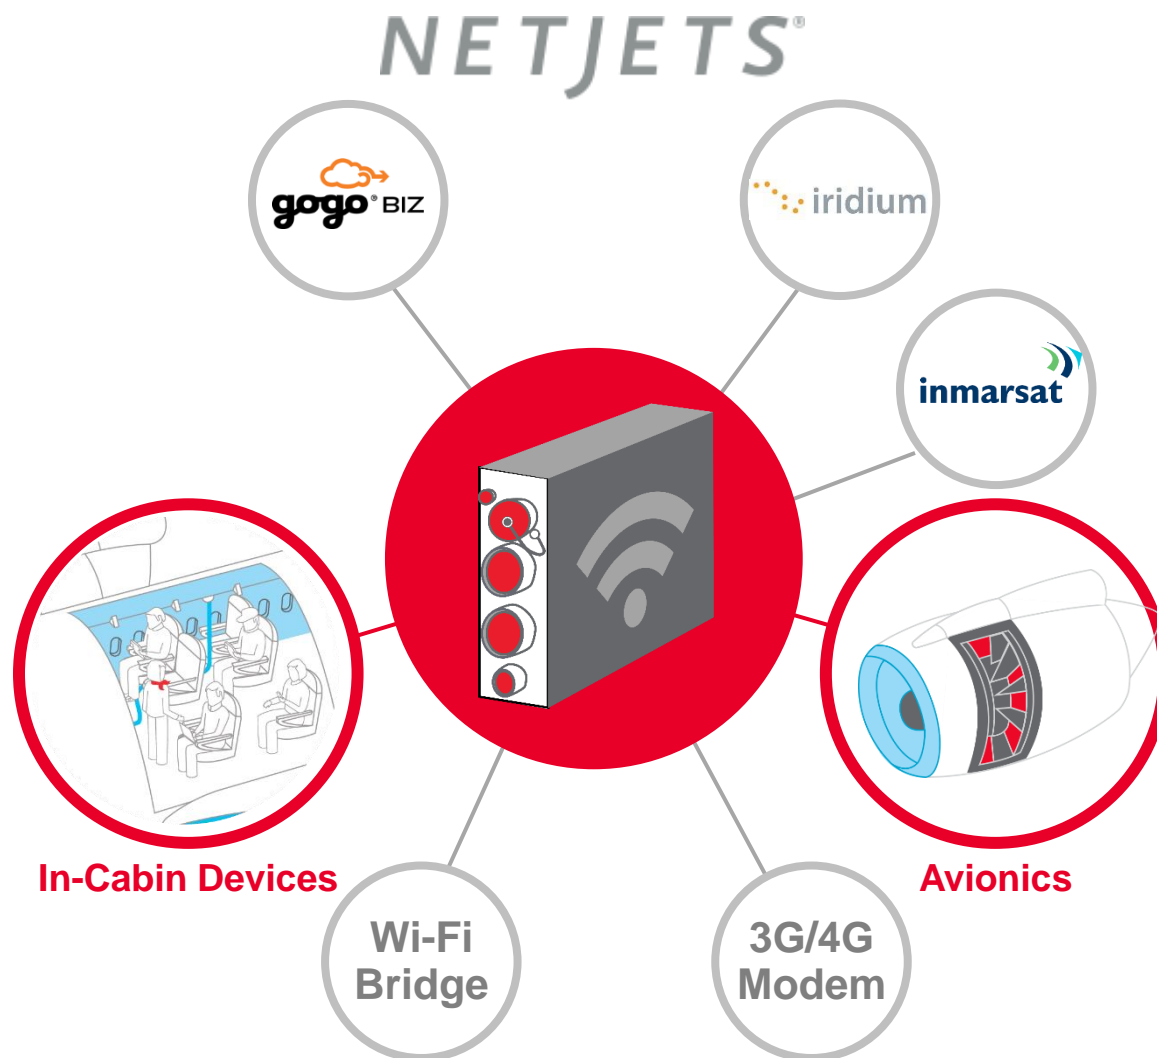 NETJETS®
gogo® BIZ
iridium
inmarsat
In-Cabin Devices
Avionics
Wi-Fi
Bridge
3G/4G
Modem